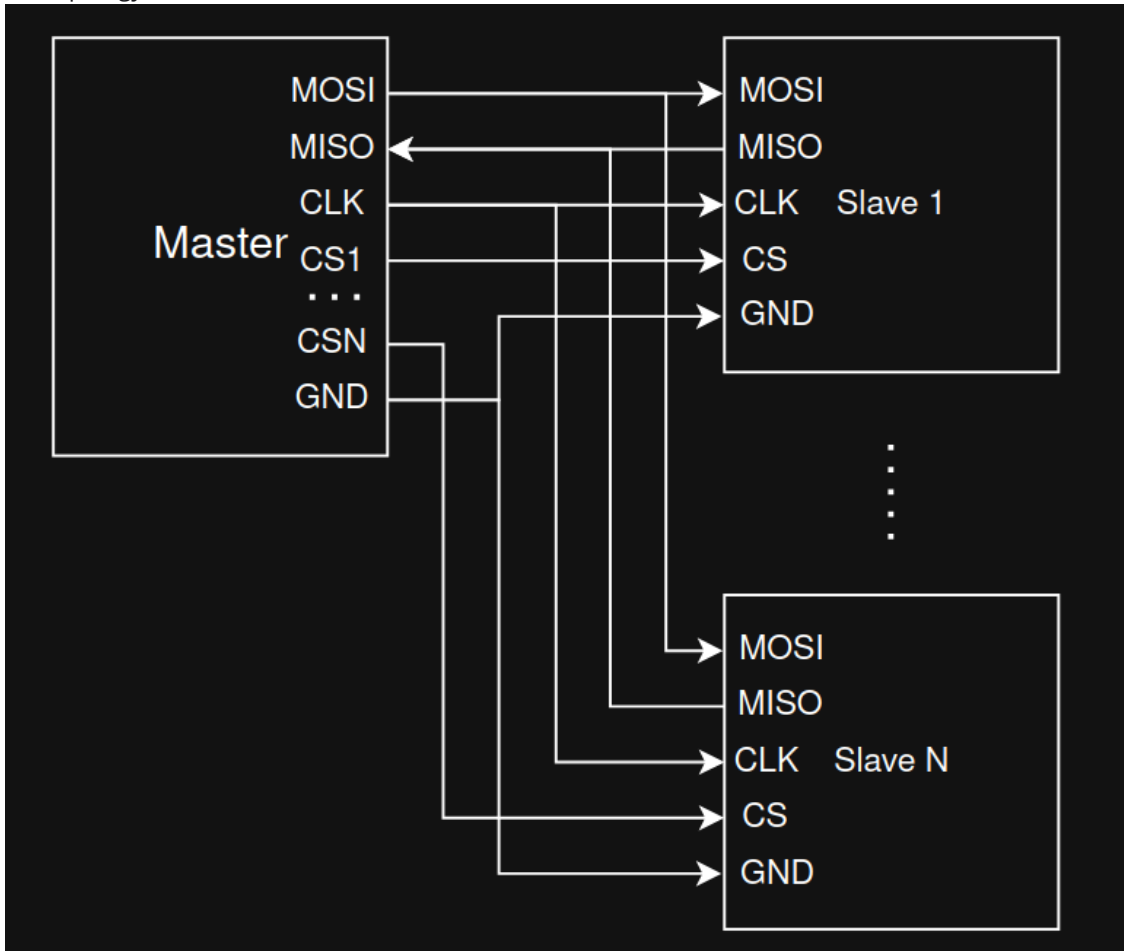 MOSI
MISO
CLK
Master
CS1
...
CSN
GND
MOSI
MISO
CLK Slave 1
CS
GND
MOSI
MISO
CLK Slave N
CS
GND